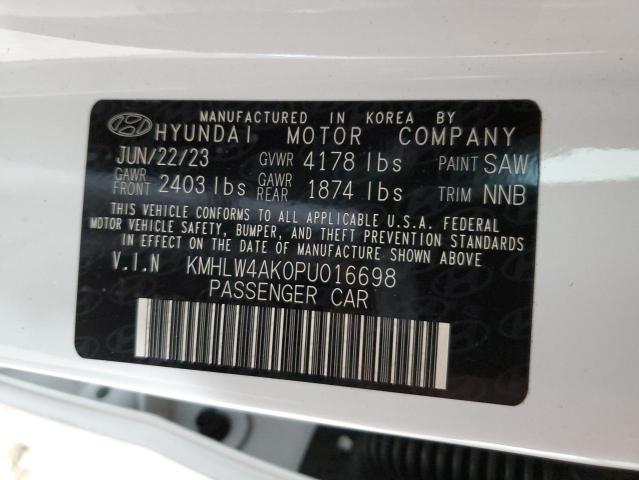 MANUFACTURED IN KOREA BY
HYUNDAI MOTOR COMPANY
JUN/22/23 GVWR 4178 lbs PAINT SAW
GAWR FRONT 2403 lbs GAWR REAR 1874 lbs TRIM NNB
THIS VEHICLE CONFORMS TO ALL APPLICABLE U.S.A. FEDERAL
MOTOR VEHICLE SAFETY, BUMPER, AND THEFT PREVENTION STANDARDS
IN EFFECT ON THE DATE OF MANUFACTURE SHOWN ABOVE
V.I.N KMHLW4AK0PU016698
PASSENGER CAR